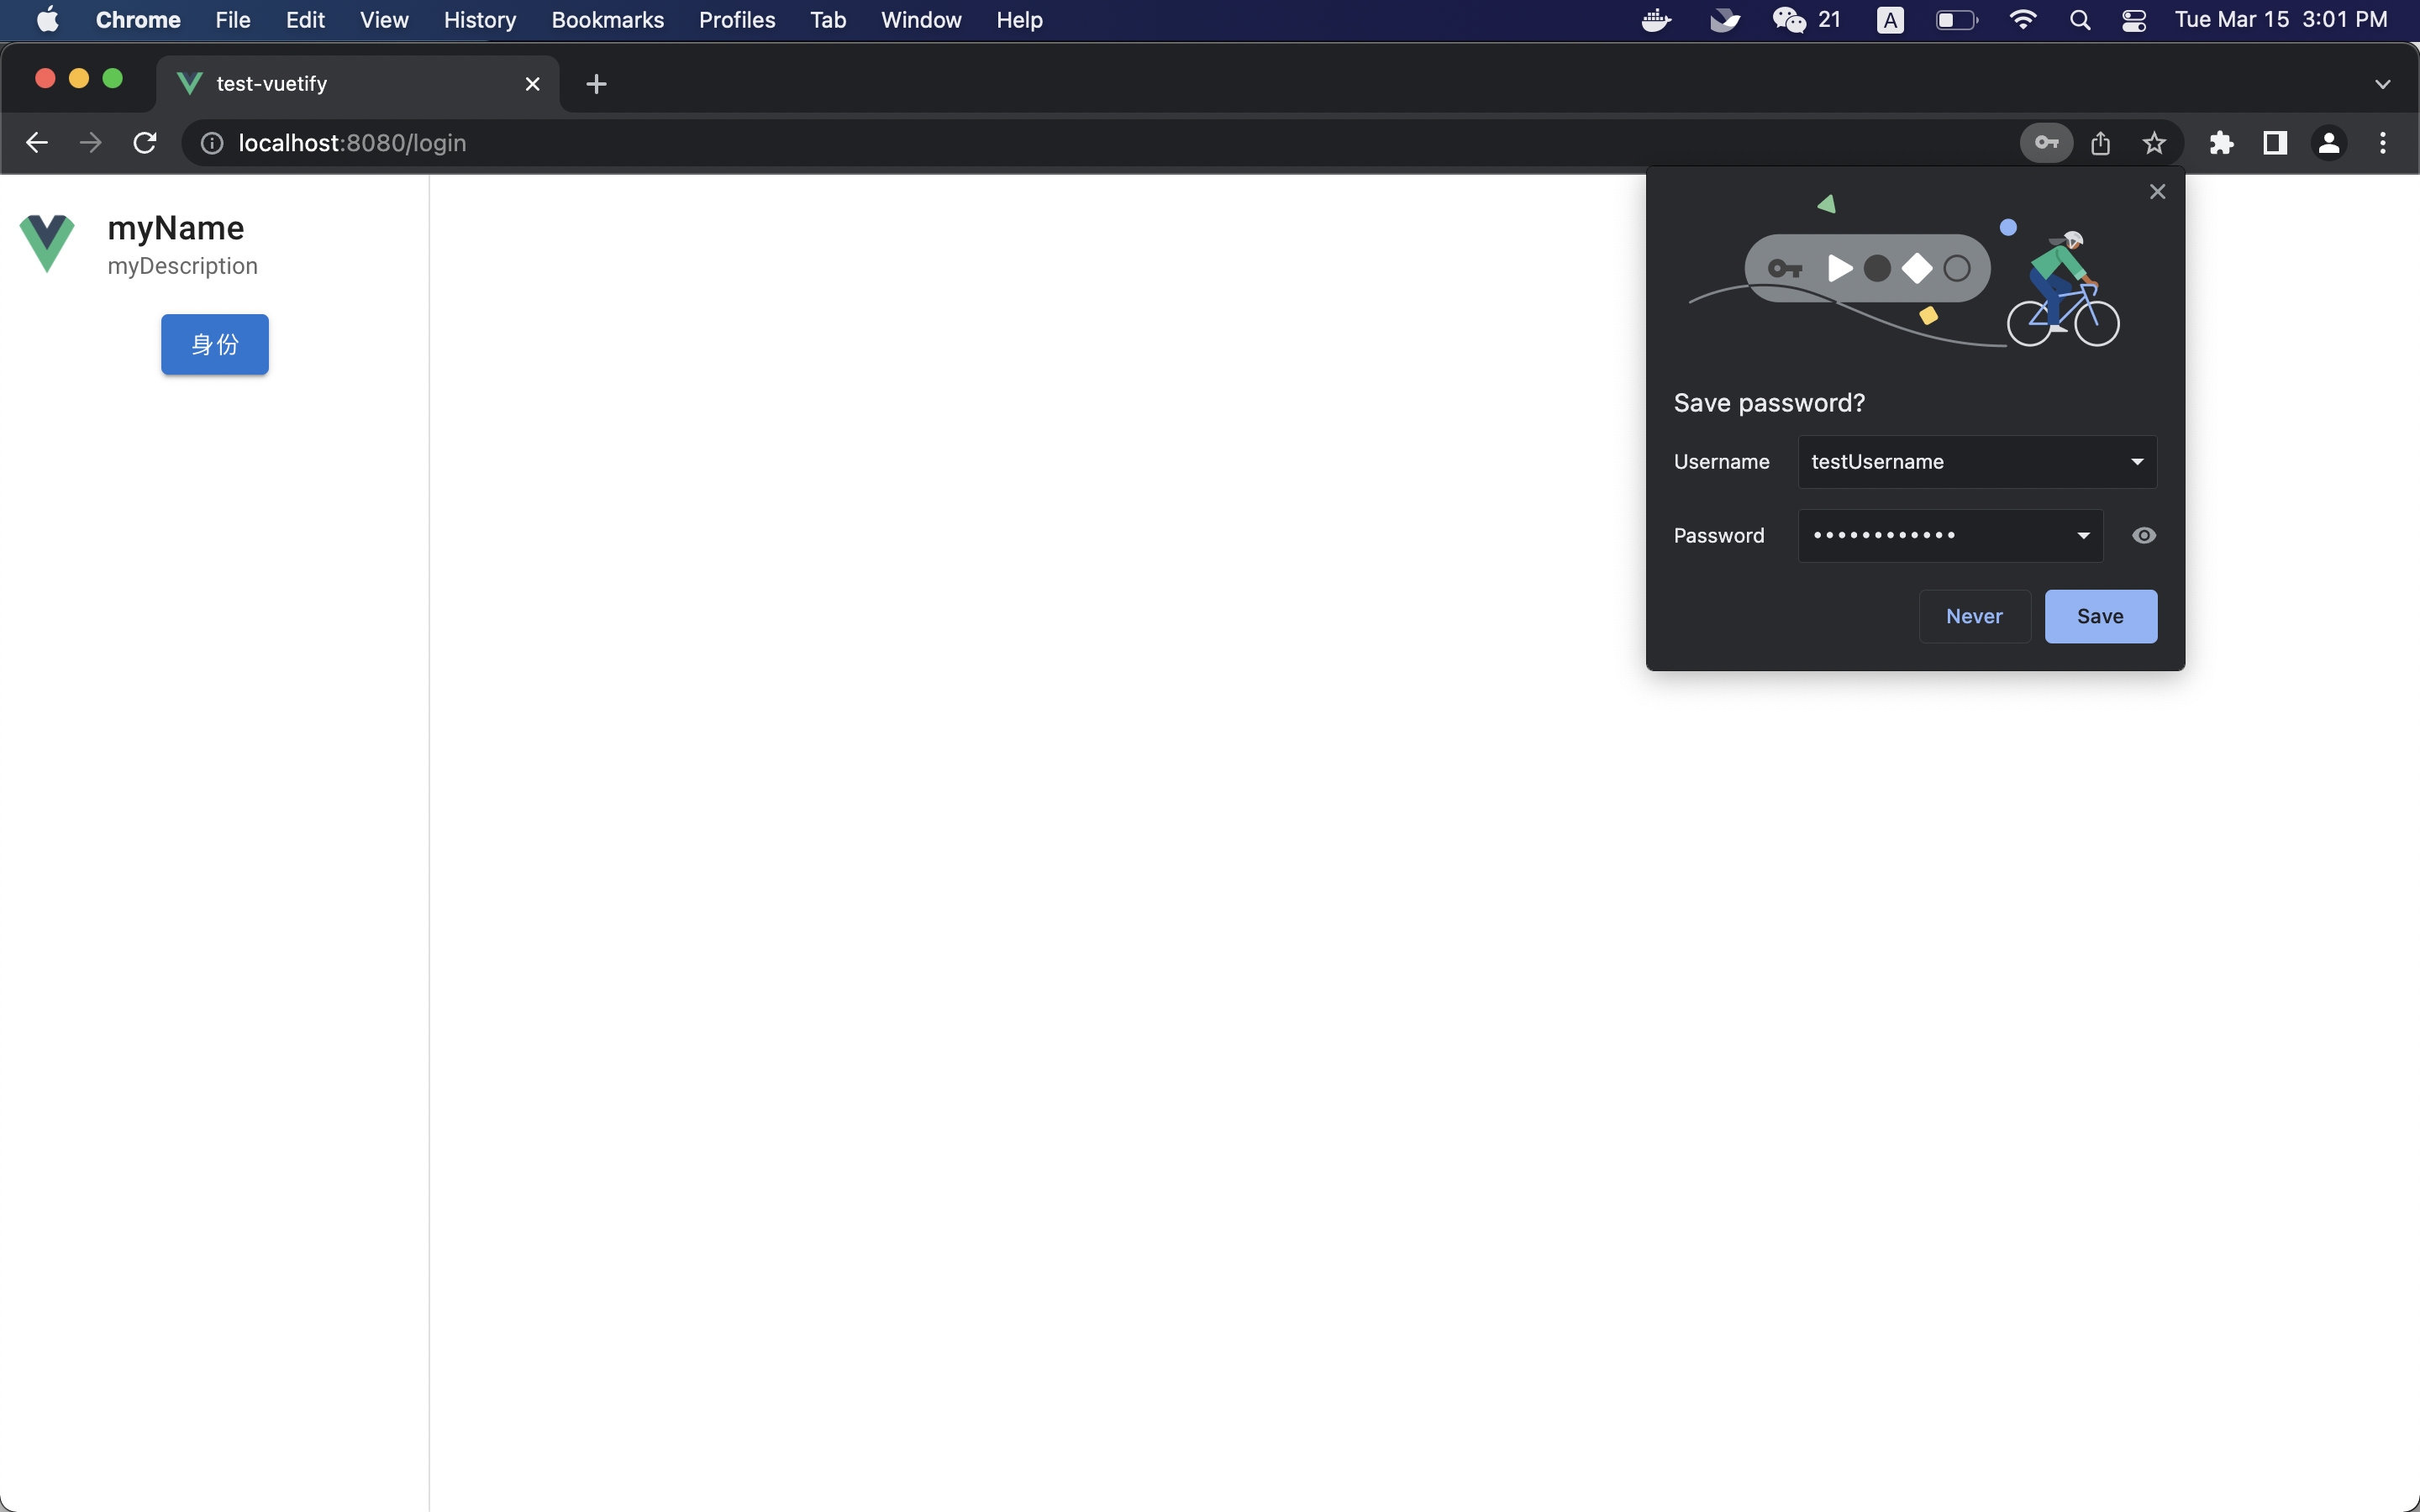 Chrome File Edit View History Bookmarks Profiles Tab Window Help 21 A Tue Mar 15 3:01 PM
test-vuetify
localhost:8080/login
myName
myDescription
身份
Save password?
Username testUsername
Password ••••••••••••
Never Save